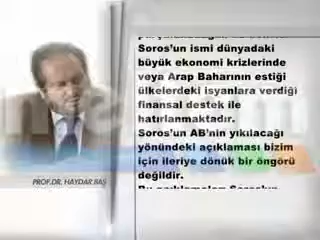 Soros'un ismi dünyadaki
büyük ekonomi krizlerinde
veya Arap Baharının estiği
ülkelerdeki isyanlara verdiği
finansal destek ile
hatırlanmaktadır.
Soros'un AB'nin yıkılacağı
yönündeki açıklaması bizim
için ileriye dönük bir öngörü
değildir.
PROF.DR. HAYDAR BAŞ